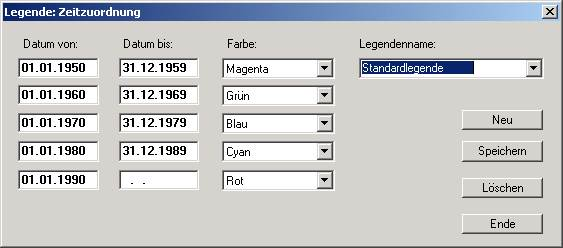 Legende: Zeitzuordnung
Datum von: Datum bis: Farbe: Legendenname:
01.01.1950 31.12.1959 Magenta Standardlegende
01.01.1960 31.12.1969 Grün
01.01.1970 31.12.1979 Blau Neu
01.01.1980 31.12.1989 Cyan Speichern
01.01.1990 . . Rot Löschen
Ende